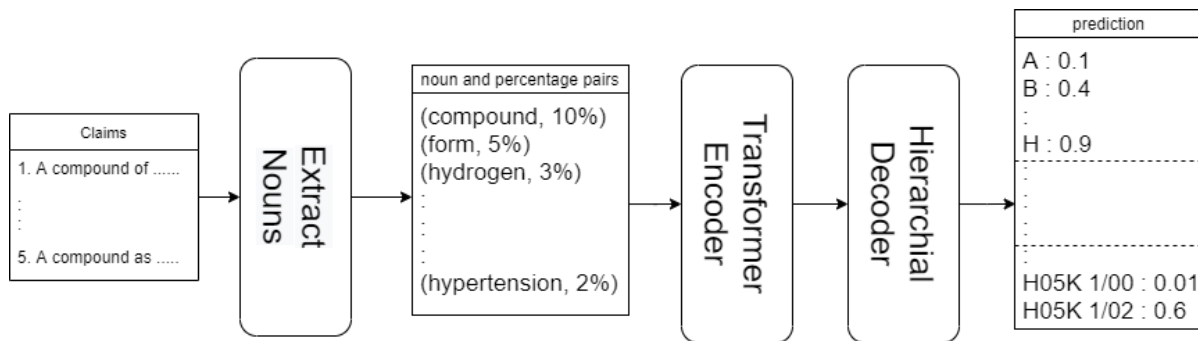 Claims
1. A compound of ......
:
:
5. A compound as .....
Extract
Nouns
noun and percentage pairs
(compound, 10%)
(form, 5%)
(hydrogen, 3%)
:
:
:
(hypertension, 2%)
Transformer
Encoder
Hierarchial
Decoder
prediction
A : 0.1
B : 0.4
:
H : 0.9
:
:
:
:
H05K 1/00 : 0.01
H05K 1/02 : 0.6